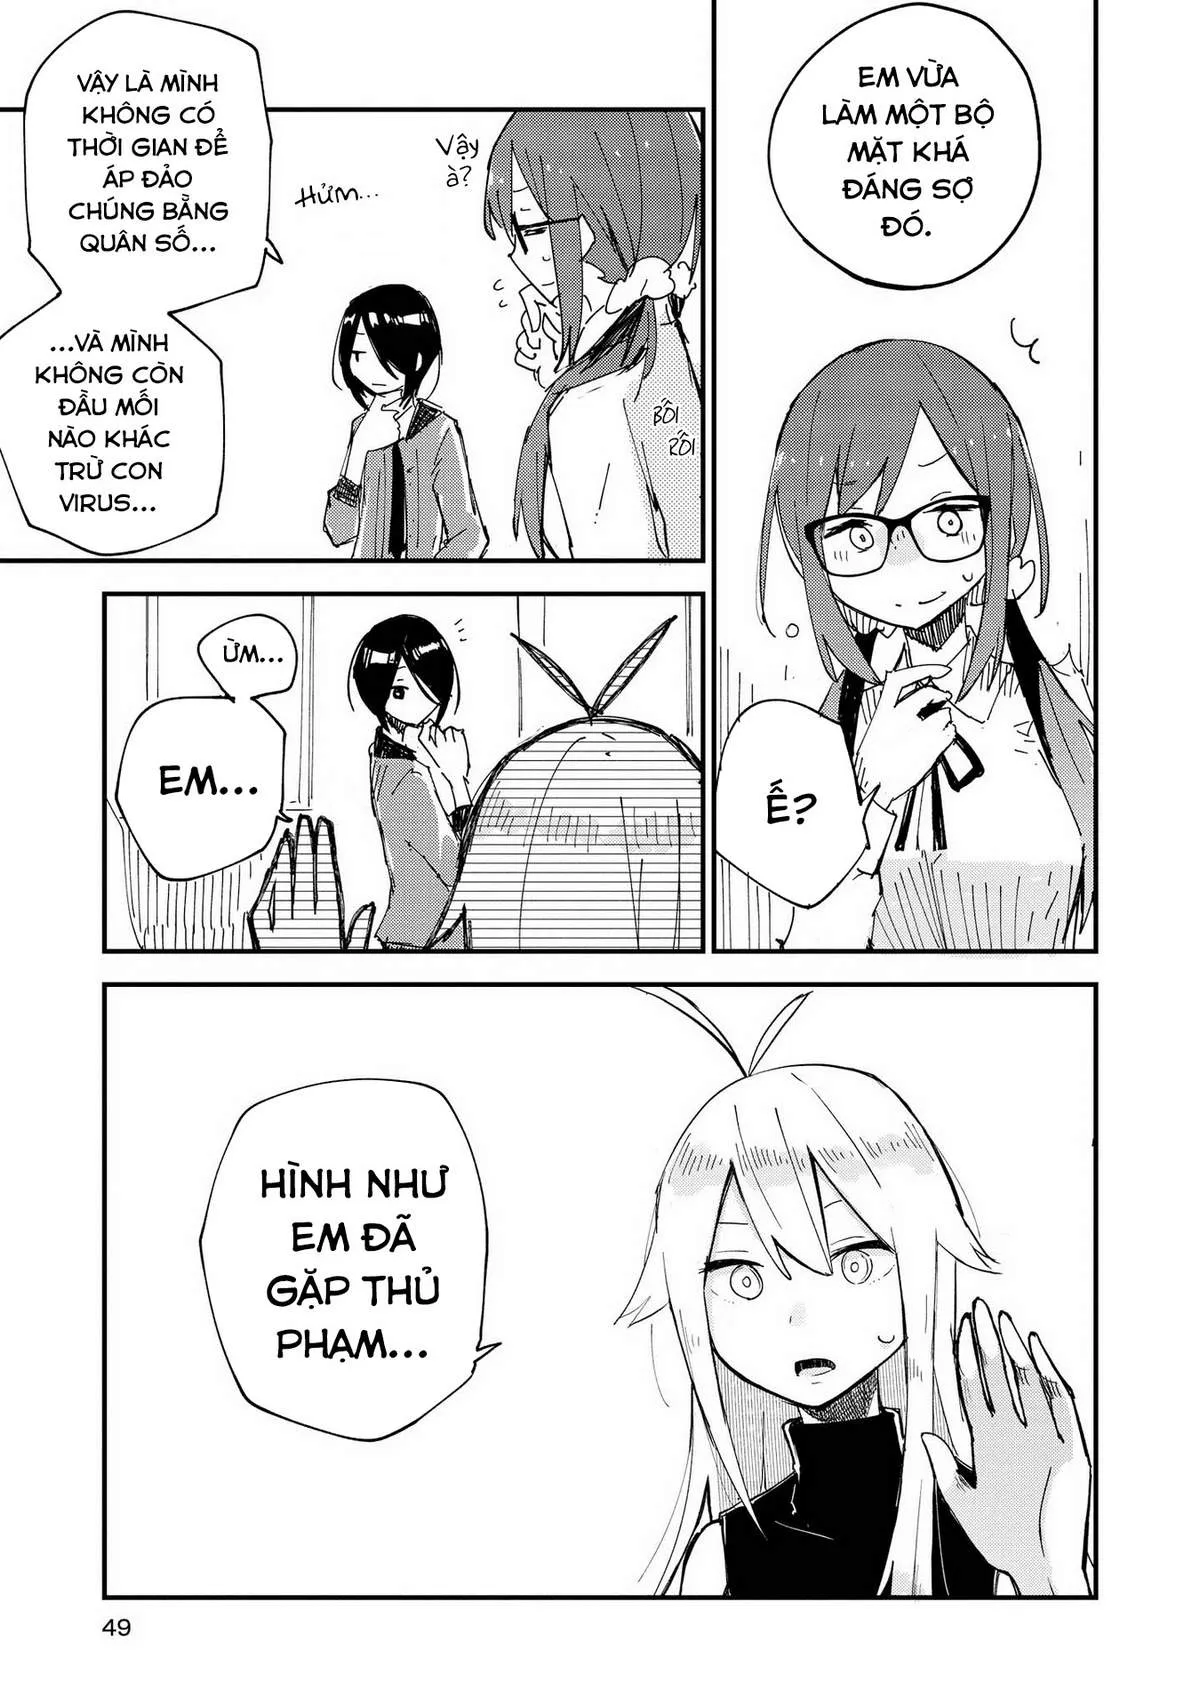 EM VỪA
LÀM MỘT BỘ
MẶT KHÁ
ĐÁNG SỢ
ĐÓ.
Ế?
Vậy
à?
BỐI
RỐI
Hửm...
VẬY LÀ MÌNH
KHÔNG CÓ
THỜI GIAN ĐỂ
ÁP ĐẢO
CHÚNG BẰNG
QUÂN SỐ...
...VÀ MÌNH
KHÔNG CÒN
ĐẦU MỐI
NÀO KHÁC
TRỪ CON
VIRUS...
ỪM...
EM...
HÌNH NHƯ
EM ĐÃ
GẶP THỦ
PHẠM...
49